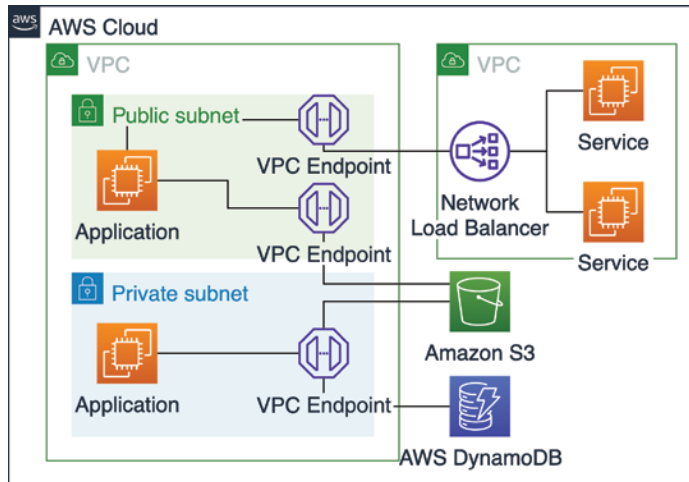 aws
AWS Cloud
VPC
VPC
Public subnet
VPC Endpoint
Application
VPC Endpoint
Network
Load Balancer
Service
Service
Private subnet
Application
VPC Endpoint
Amazon S3
AWS DynamoDB